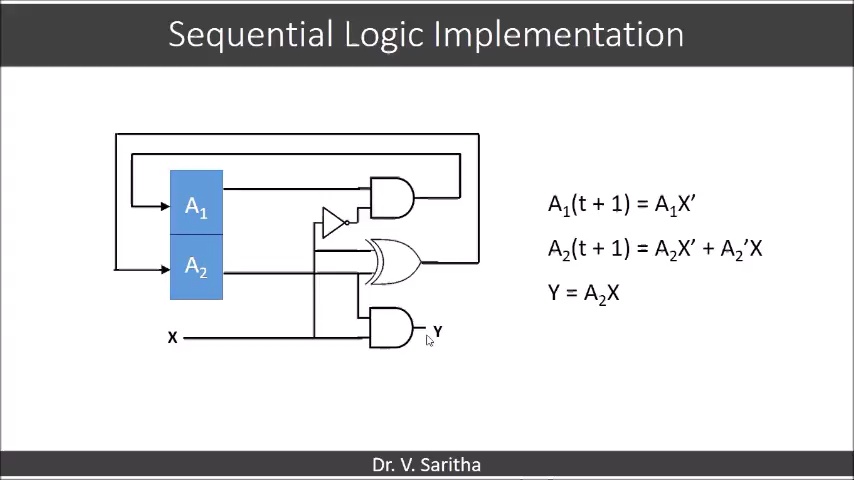 Sequential Logic Implementation
A₁
A₂
X
Y
A₁(t + 1) = A₁X’
A₂(t + 1) = A₂X’ + A₂’X
Y = A₂X
Dr. V. Saritha